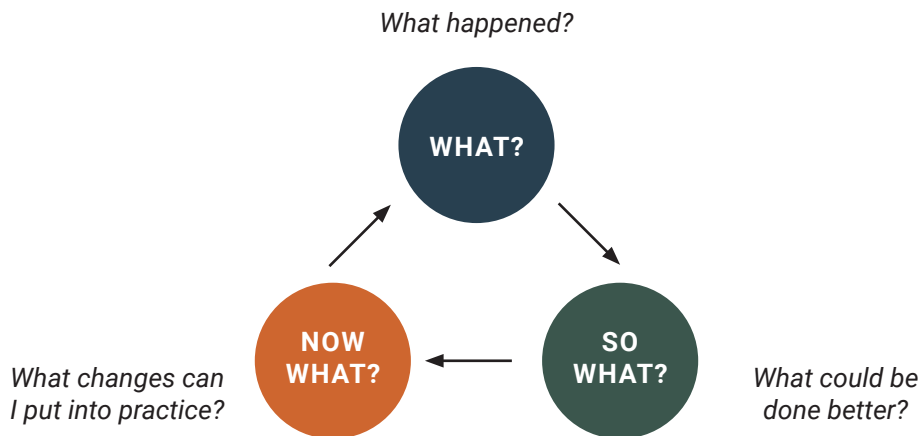 What happened?
WHAT?
SO
WHAT?
What could be
done better?
NOW
WHAT?
What changes can
I put into practice?